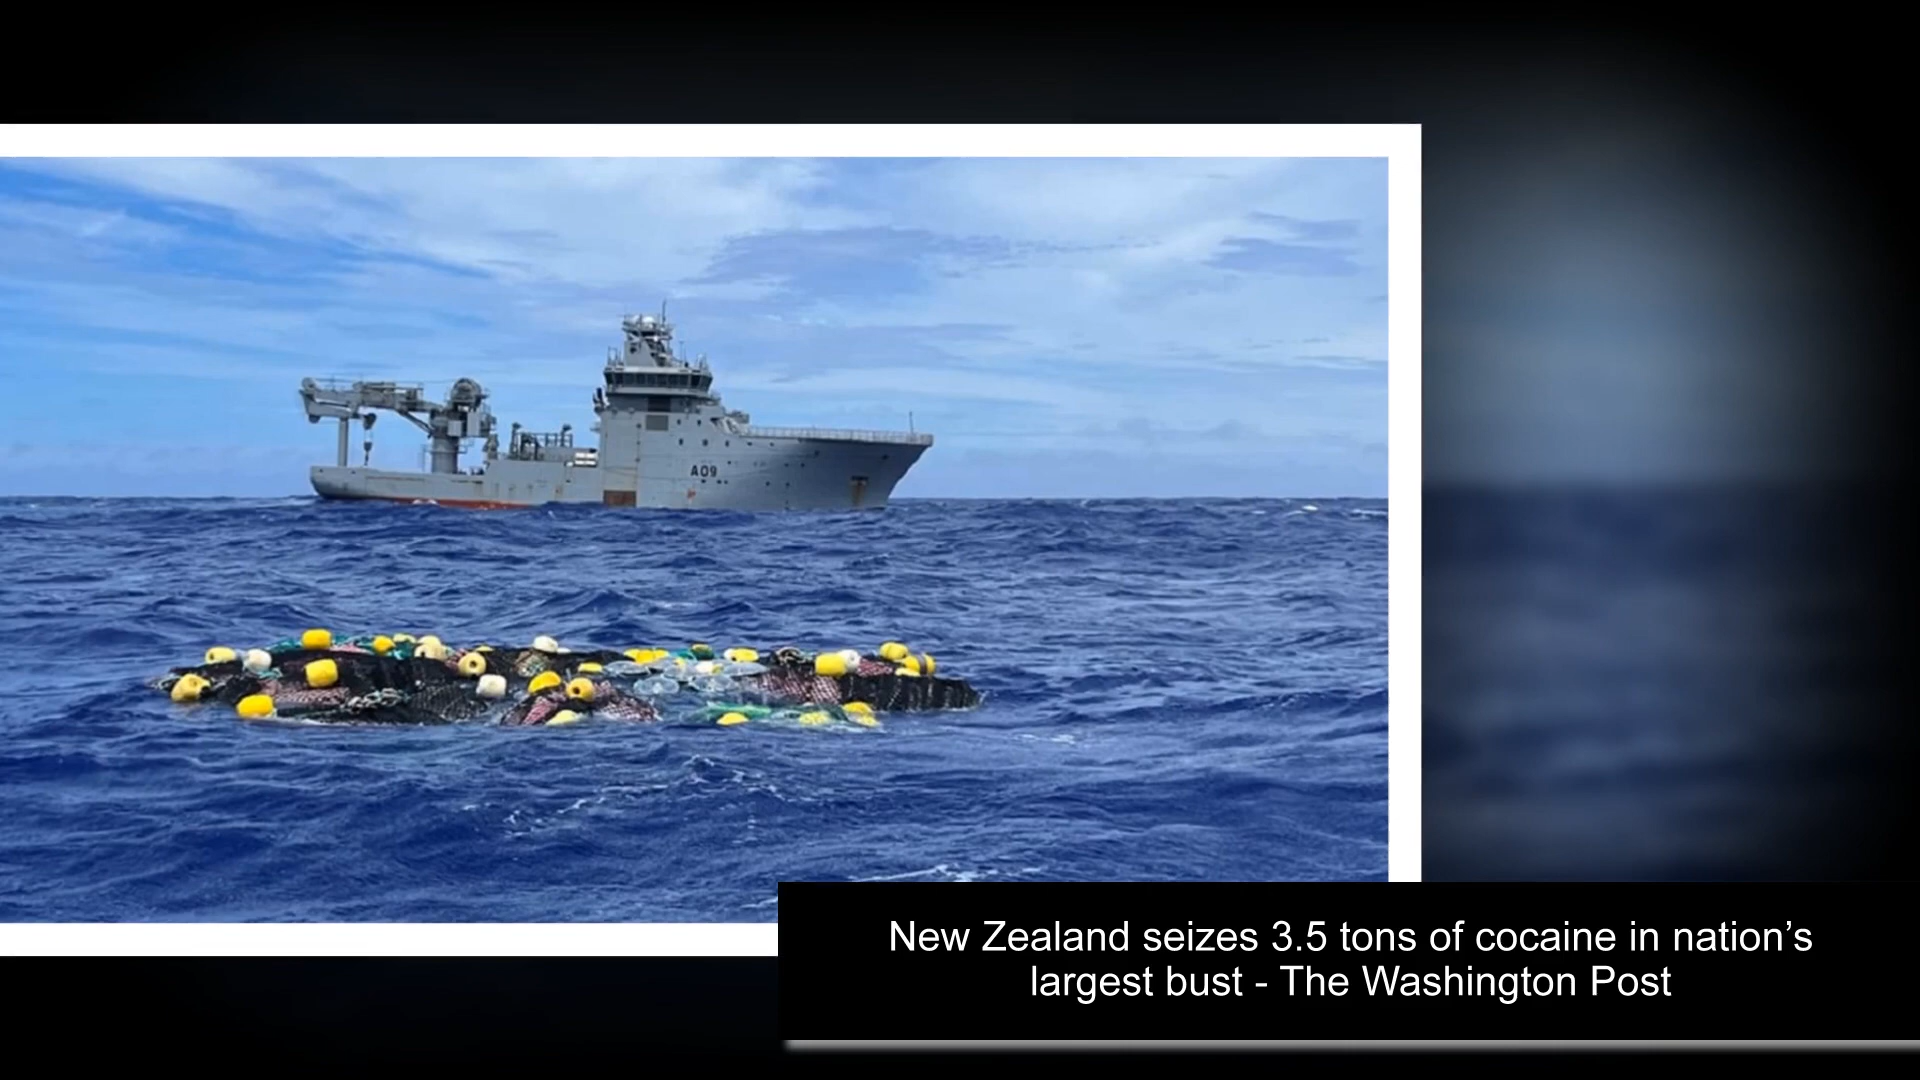 A09
New Zealand seizes 3.5 tons of cocaine in nation’s
largest bust - The Washington Post